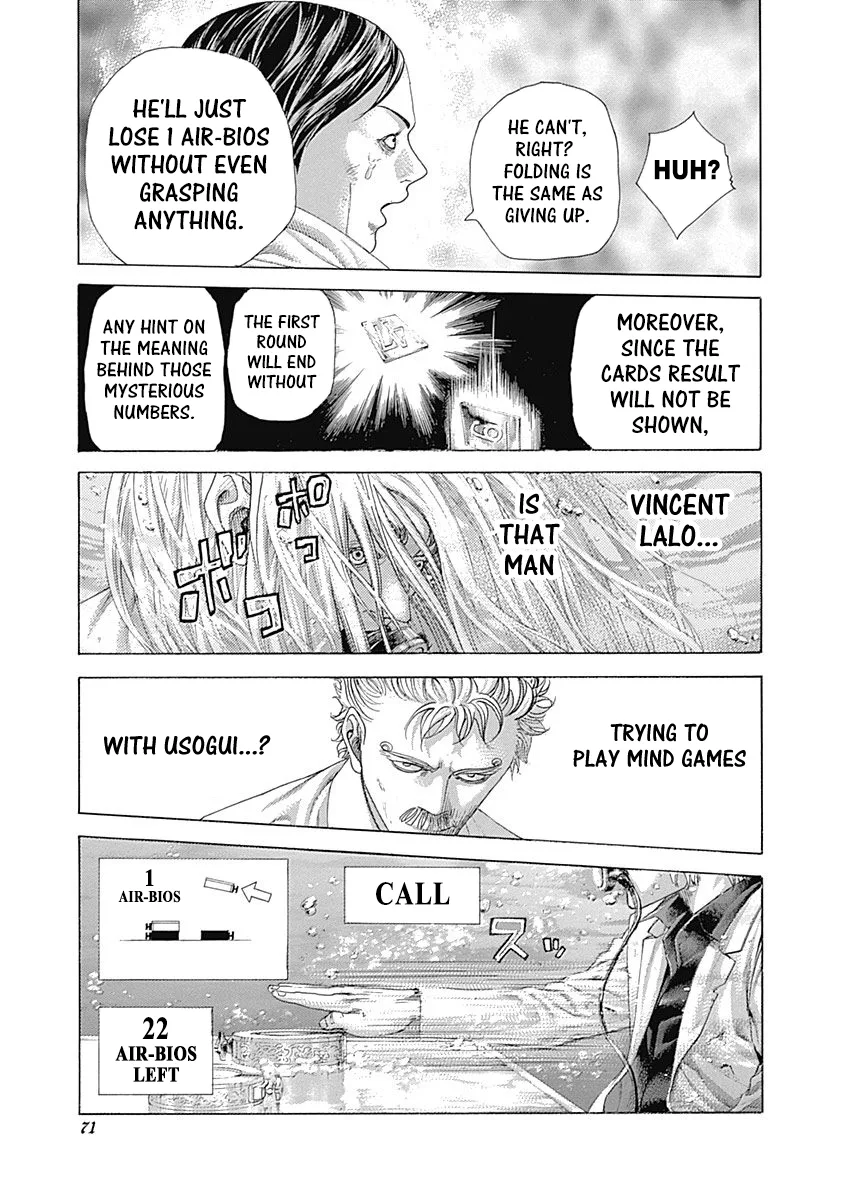 HUH?
HE CAN'T,
RIGHT?
FOLDING IS
THE SAME AS
GIVING UP.
HE'LL JUST
LOSE 1 AIR-BIOS
WITHOUT EVEN
GRASPING
ANYTHING.
MOREOVER,
SINCE THE
CARDS RESULT
WILL NOT BE
SHOWN,
THE FIRST
ROUND
WILL END
WITHOUT
ANY HINT ON
THE MEANING
BEHIND THOSE
MYSTERIOUS
NUMBERS.
VINCENT
LALO...
IS
THAT
MAN
ポコ
ボコ
TRYING TO
PLAY MIND GAMES
WITH USOGUI...?
CALL
スッ
1
AIR-BIOS
22
AIR-BIOS
LEFT
71